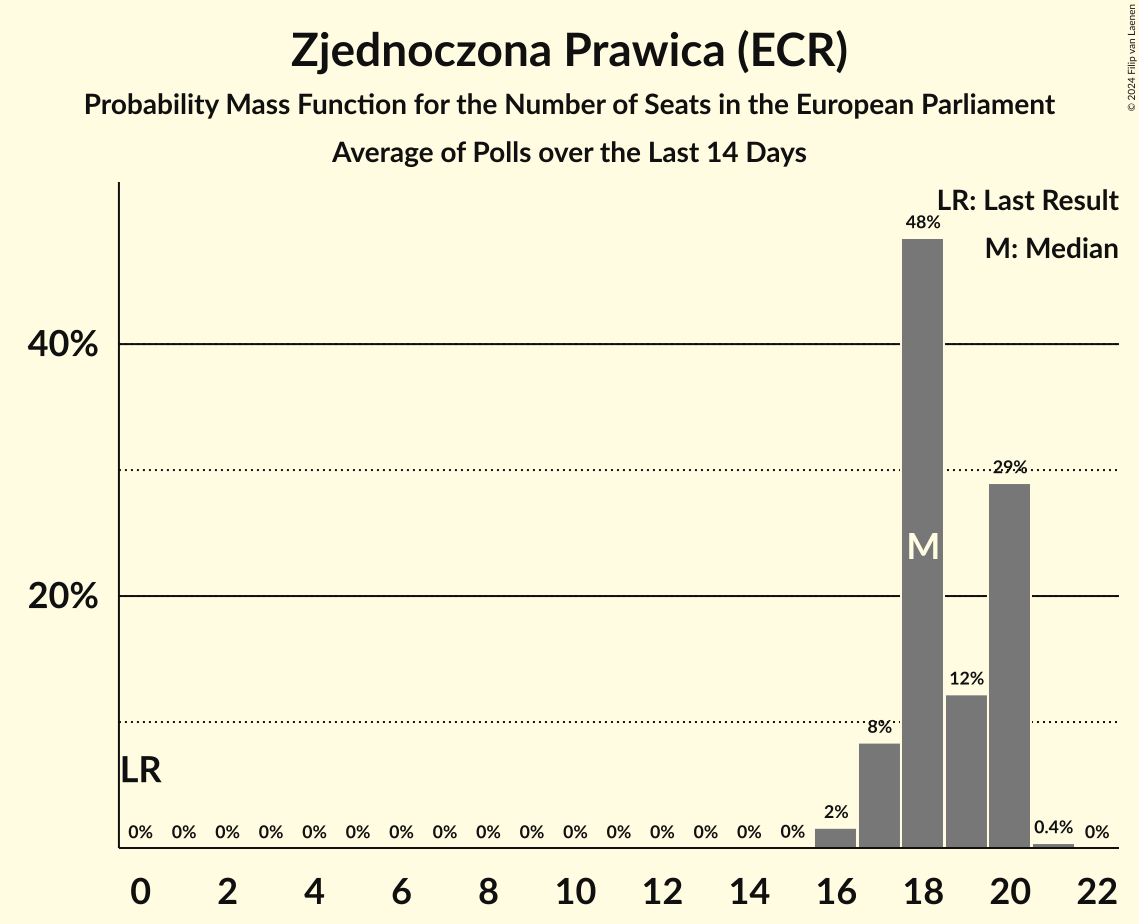 Zjednoczona Prawica (ECR)
Probability Mass Function for the Number of Seats in the European Parliament
Average of Polls over the Last 14 Days
© 2024 Filip van Laenen
LR: Last Result
M: Median
48%
40%
29%
M
20%
12%
8%
LR
2%
0% 0% 0% 0% 0% 0% 0% 0% 0% 0% 0% 0% 0% 0% 0% 0% 0.4% 0%
0 2 4 6 8 10 12 14 16 18 20 22